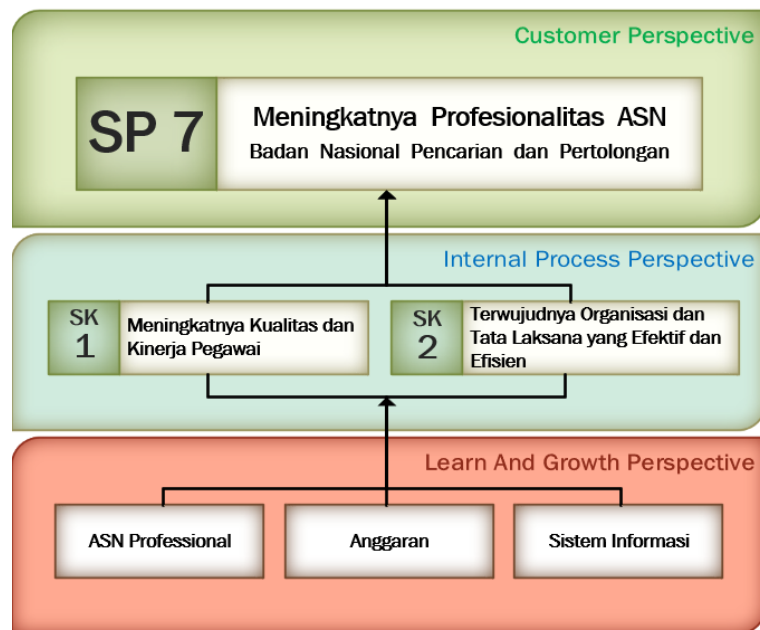 Customer Perspective
SP 7
Meningkatnya Profesionalitas ASN
Badan Nasional Pencarian dan Pertolongan
Internal Process Perspective
SK
1
Meningkatnya Kualitas dan
Kinerja Pegawai
SK
2
Terwujudnya Organisasi dan
Tata Laksana yang Efektif dan
Efisien
Learn And Growth Perspective
ASN Professional
Anggaran
Sistem Informasi